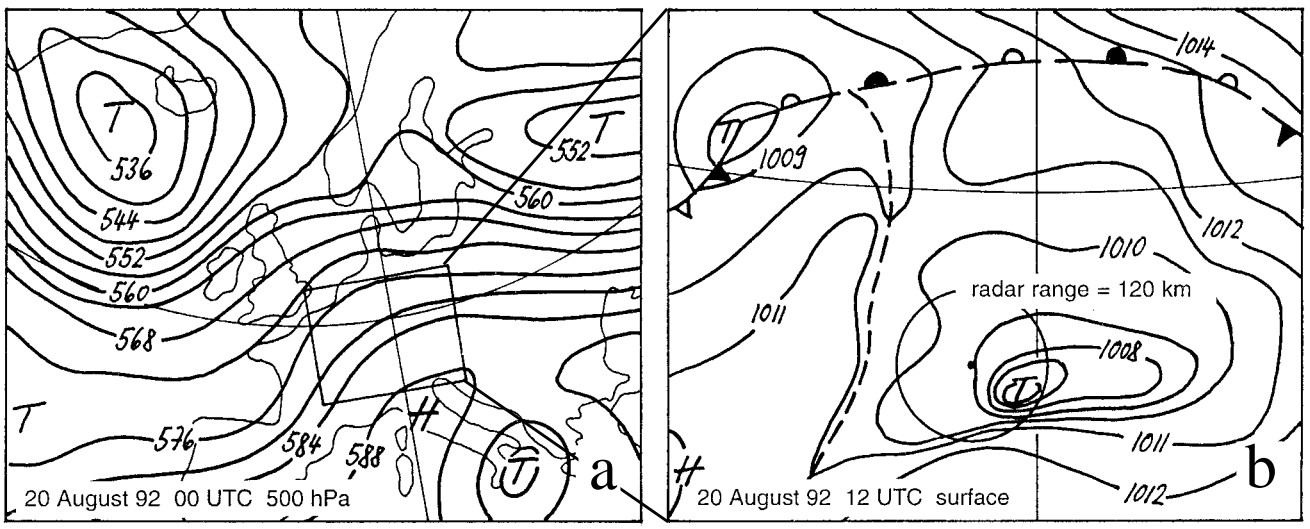 T
T
536
552
544
560
552
560
568
T
576
584
588
H
T
a
20 August 92 00 UTC 500 hPa
1014
T
1009
1012
1010
radar range = 120 km
1011
1008
T
1011
H
1012
b
20 August 92 12 UTC surface